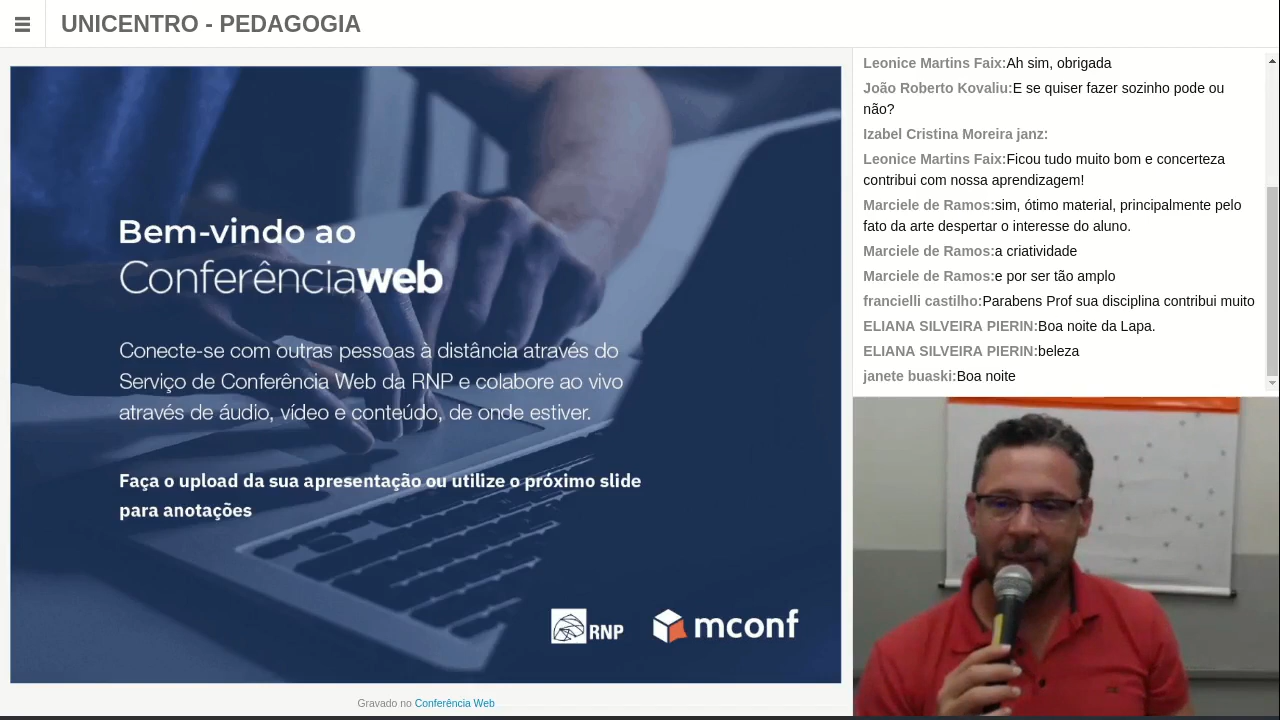 UNICENTRO - PEDAGOGIA
Bem-vindo ao
Conferênciaweb
Conecte-se com outras pessoas à distância através do
Serviço de Conferência Web da RNP e colabore ao vivo
através de áudio, vídeo e conteúdo, de onde estiver.
Faça o upload da sua apresentação ou utilize o próximo slide
para anotações
RNP
mconf
Gravado no Conferência Web
Leonice Martins Faix:Ah sim, obrigada
João Roberto Kovaliu:E se quiser fazer sozinho pode ou
não?
Izabel Cristina Moreira janz:
Leonice Martins Faix:Ficou tudo muito bom e concerteza
contribui com nossa aprendizagem!
Marciele de Ramos:sim, ótimo material, principalmente pelo
fato da arte despertar o interesse do aluno.
Marciele de Ramos:a criatividade
Marciele de Ramos:e por ser tão amplo
francielli castilho:Parabens Prof sua disciplina contribui muito
ELIANA SILVEIRA PIERIN:Boa noite da Lapa.
ELIANA SILVEIRA PIERIN:beleza
janete buaski:Boa noite